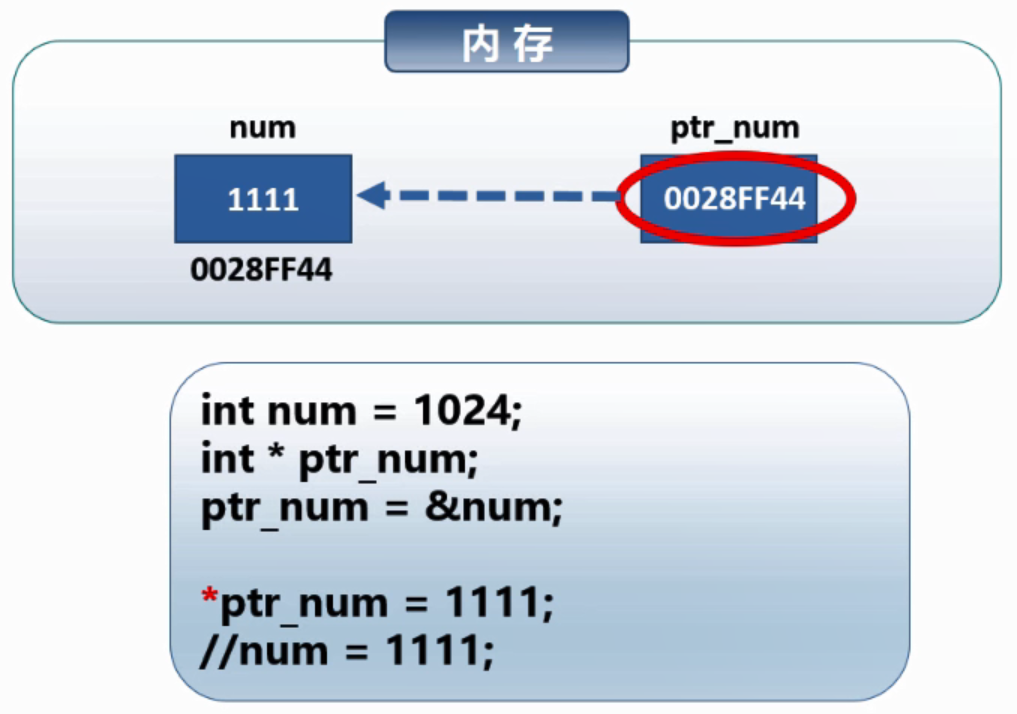 内存
num
ptr_num
1111
0028FF44
0028FF44
int num = 1024;
int * ptr_num;
ptr_num = &num;
*ptr_num = 1111;
//num = 1111;